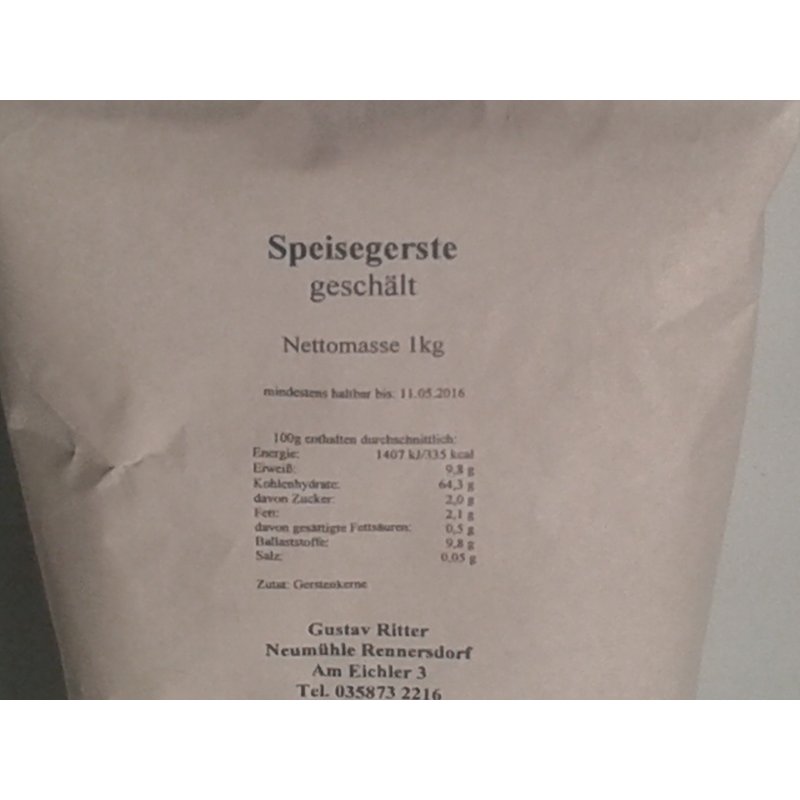 Speisegerste
geschält
Nettomasse 1kg
mindestens haltbar bis: 11.05.2016
100g enthalten durchschnittlich:
Energie: 1407 kJ/335 kcal
Eiweiß: 9,8 g
Kohlenhydrate: 64,3 g
davon Zucker: 2,0 g
Fett: 2,1 g
davon gesättigte Fettsäuren: 0,5 g
Ballaststoffe: 9,8 g
Salz: 0,05 g
Zutat: Gerstenkerne
Gustav Ritter
Neumühle Rennersdorf
Am Eichler 3
Tel. 035873 2216